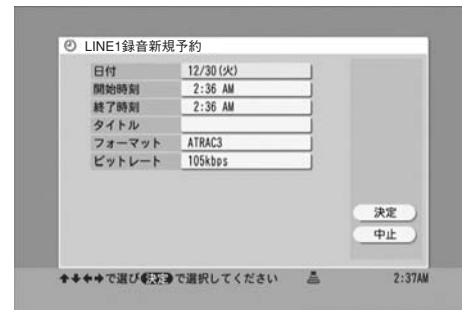 LINE1録音新規予約
日付 12/30(火)
開始時刻 2:36 AM
終了時刻 2:36 AM
タイトル
フォーマット ATRAC3
ビットレート 105kbps
決定
中止
↑↓←→で選び決定で選択してください 2:37AM